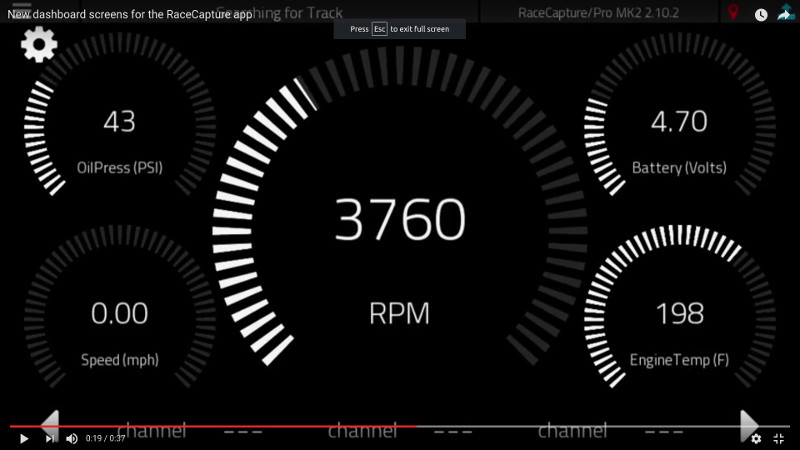 New dashboard screens for the RaceCapture app
Searching for Track
RaceCapture/Pro MK2 2.10.2
Press Esc to exit full screen
43
OilPress (PSI)
4.70
Battery (Volts)
3760
RPM
0.00
Speed (mph)
198
EngineTemp (F)
channel --- channel --- channel ---
0:19 / 0:37